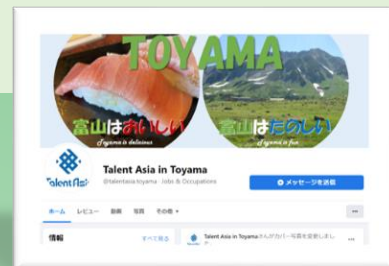 TOYAMA
富山はおいしい
Toyama is delicious
富山はたのしい
Toyama is fun
Talent Asia
Talent Asia in Toyama
@talentasia.toyama · Jobs & Occupations
メッセージを送信
ホーム レビュー 動画 写真 その他
情報
すべて見る
Talent Asia in Toyamaさんがカバー写真を変更しまし
た。